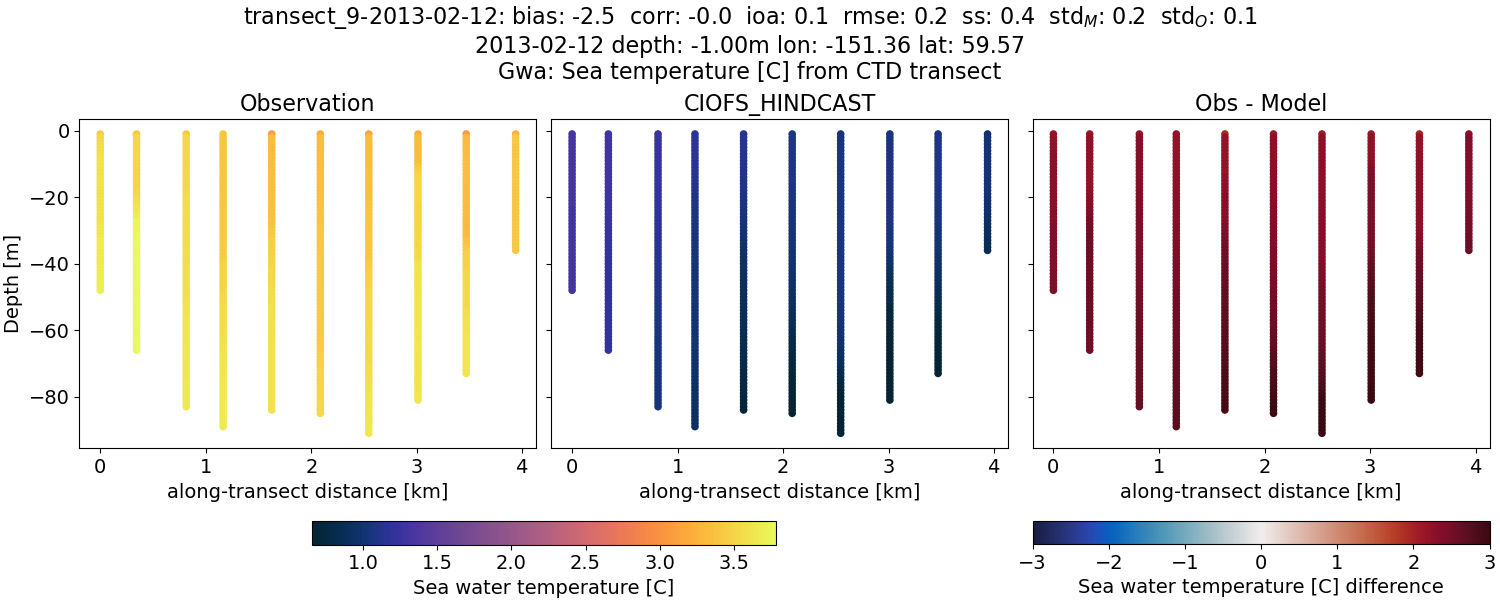 transect_9-2013-02-12: bias: -2.5 corr: -0.0 ioa: 0.1 rmse: 0.2 ss: 0.4 std_M: 0.2 std_O: 0.1
2013-02-12 depth: -1.00m lon: -151.36 lat: 59.57
Gwa: Sea temperature [C] from CTD transect
Observation
CIOFS_HINDCAST
Obs - Model
Depth [m]
0
−20
−40
−60
−80
0 1 2 3 4
0 1 2 3 4
0 1 2 3 4
along-transect distance [km]
along-transect distance [km]
along-transect distance [km]
1.0 1.5 2.0 2.5 3.0 3.5
Sea water temperature [C]
−3 −2 −1 0 1 2 3
Sea water temperature [C] difference